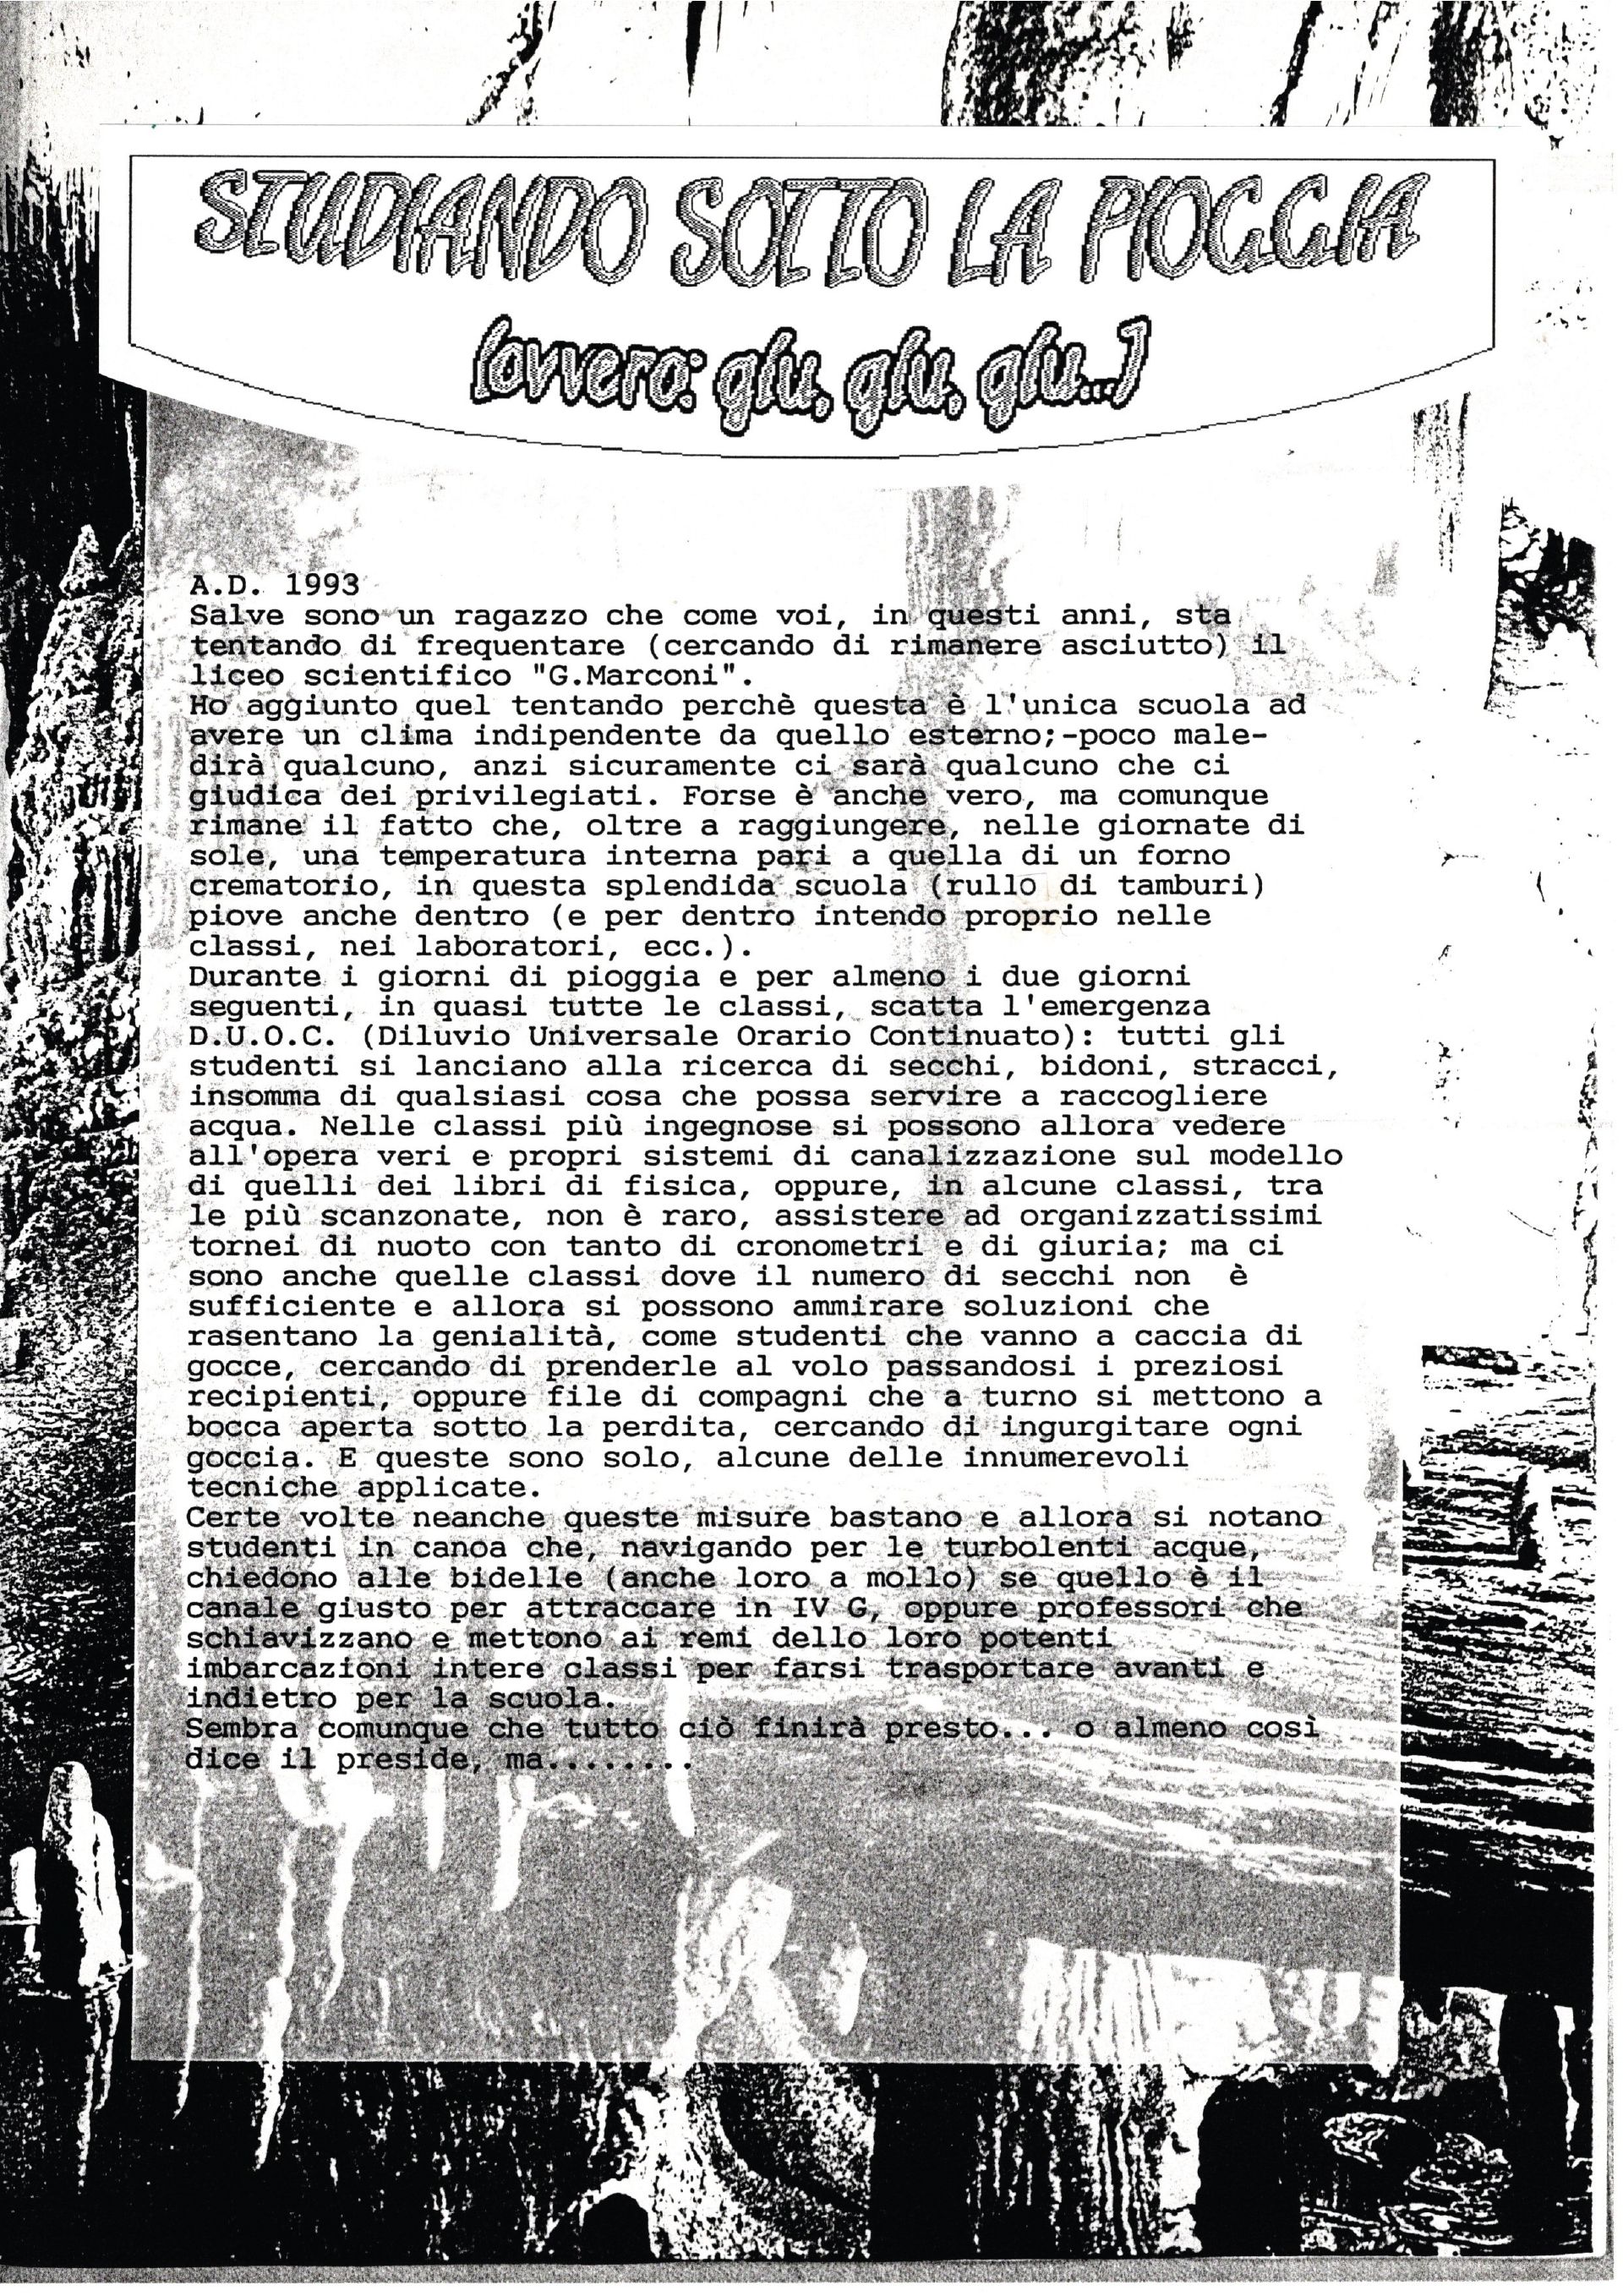 STUDIANDO SOTTO LA PIOGGIA
(ovvero: glu, glu, glu...)
A.D. 1993
Salve sono un ragazzo che come voi, in questi anni, sta
tentando di frequentare (cercando di rimanere asciutto) il
liceo scientifico "G.Marconi".
Ho aggiunto quel tentando perchè questa è l'unica scuola ad
avere un clima indipendente da quello esterno;-poco male-
dirà qualcuno, anzi sicuramente ci sarà qualcuno che ci
giudica dei privilegiati. Forse è anche vero, ma comunque
rimane il fatto che, oltre a raggiungere, nelle giornate di
sole, una temperatura interna pari a quella di un forno
crematorio, in questa splendida scuola (rullo di tamburi)
piove anche dentro (e per dentro intendo proprio nelle
classi, nei laboratori, ecc.).
Durante i giorni di pioggia e per almeno i due giorni
seguenti, in quasi tutte le classi, scatta l'emergenza
D.U.O.C. (Diluvio Universale Orario Continuato): tutti gli
studenti si lanciano alla ricerca di secchi, bidoni, stracci,
insomma di qualsiasi cosa che possa servire a raccogliere
acqua. Nelle classi più ingegnose si possono allora vedere
all'opera veri e propri sistemi di canalizzazione sul modello
di quelli dei libri di fisica, oppure, in alcune classi, tra
le più scanzonate, non è raro, assistere ad organizzatissimi
tornei di nuoto con tanto di cronometri e di giuria; ma ci
sono anche quelle classi dove il numero di secchi non  è
sufficiente e allora si possono ammirare soluzioni che
rasentano la genialità, come studenti che vanno a caccia di
gocce, cercando di prenderle al volo passandosi i preziosi
recipienti, oppure file di compagni che a turno si mettono a
bocca aperta sotto la perdita, cercando di ingurgitare ogni
goccia. E queste sono solo, alcune delle innumerevoli
tecniche applicate.
Certe volte neanche queste misure bastano e allora si notano
studenti in canoa che, navigando per le turbolenti acque,
chiedono alle bidelle (anche loro a mollo) se quello è il
canale giusto per attraccare in IV G, oppure professori che
schiavizzano e mettono ai remi dello loro potenti
imbarcazioni intere classi per farsi trasportare avanti e
indietro per la scuola.
Sembra comunque che tutto ciò finirà presto... o almeno così
dice il preside, ma........